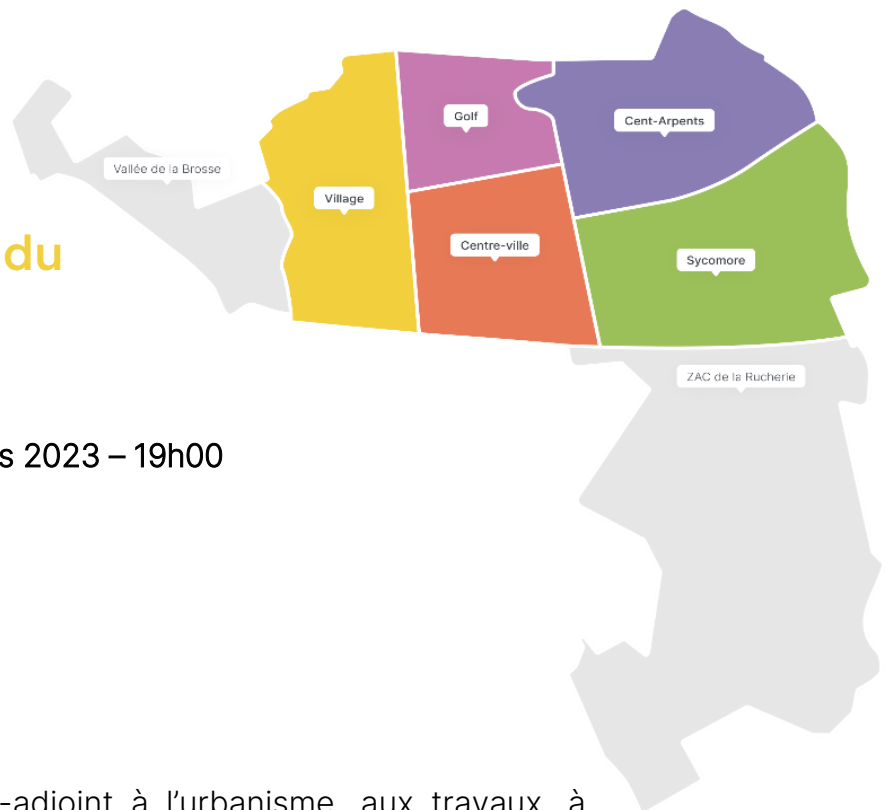 Cent-Arpents
Golf
Vallée de la Brosse
Village
Centre-ville
du
Sycomore
ZAC de la Rucherie
s 2023 – 19h00
-adjoint à l'urbanisme, aux travaux, à